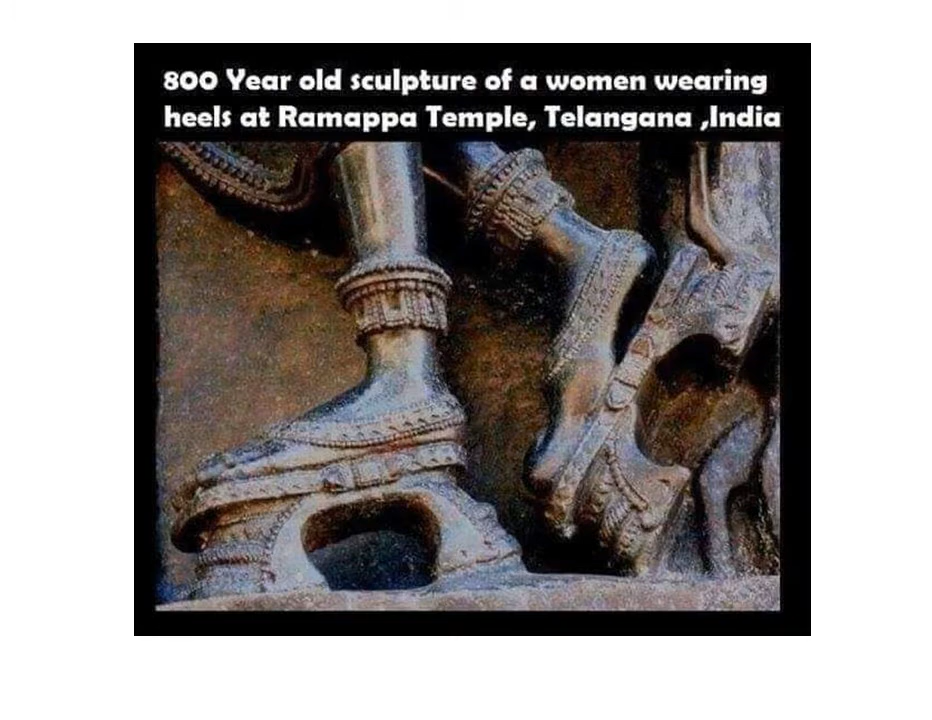 800 Year old sculpture of a women wearing
heels at Ramappa Temple, Telangana ,India